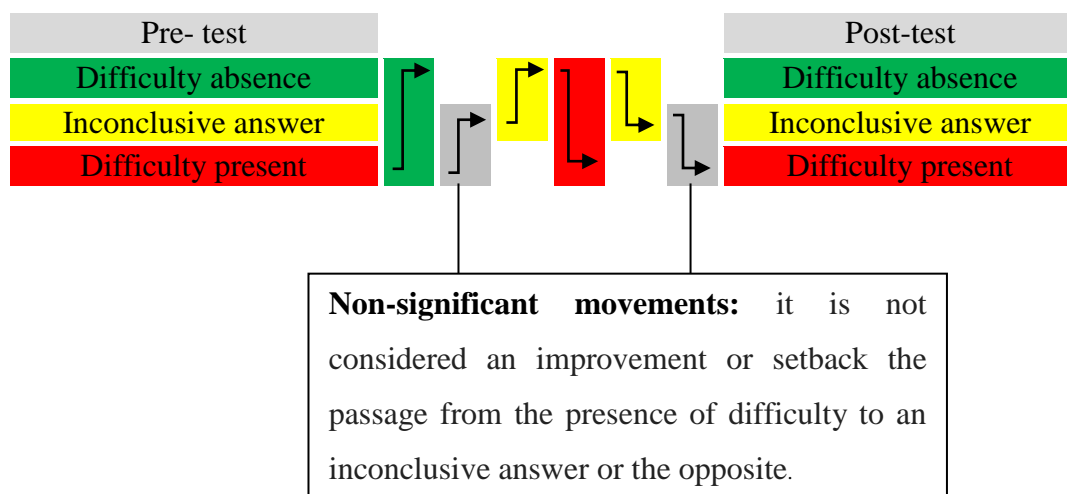 Pre- test
Post-test
Difficulty absence
Difficulty absence
Inconclusive answer
Inconclusive answer
Difficulty present
Difficulty present
Non-significant movements: it is not
considered an improvement or setback the
passage from the presence of difficulty to an
inconclusive answer or the opposite.